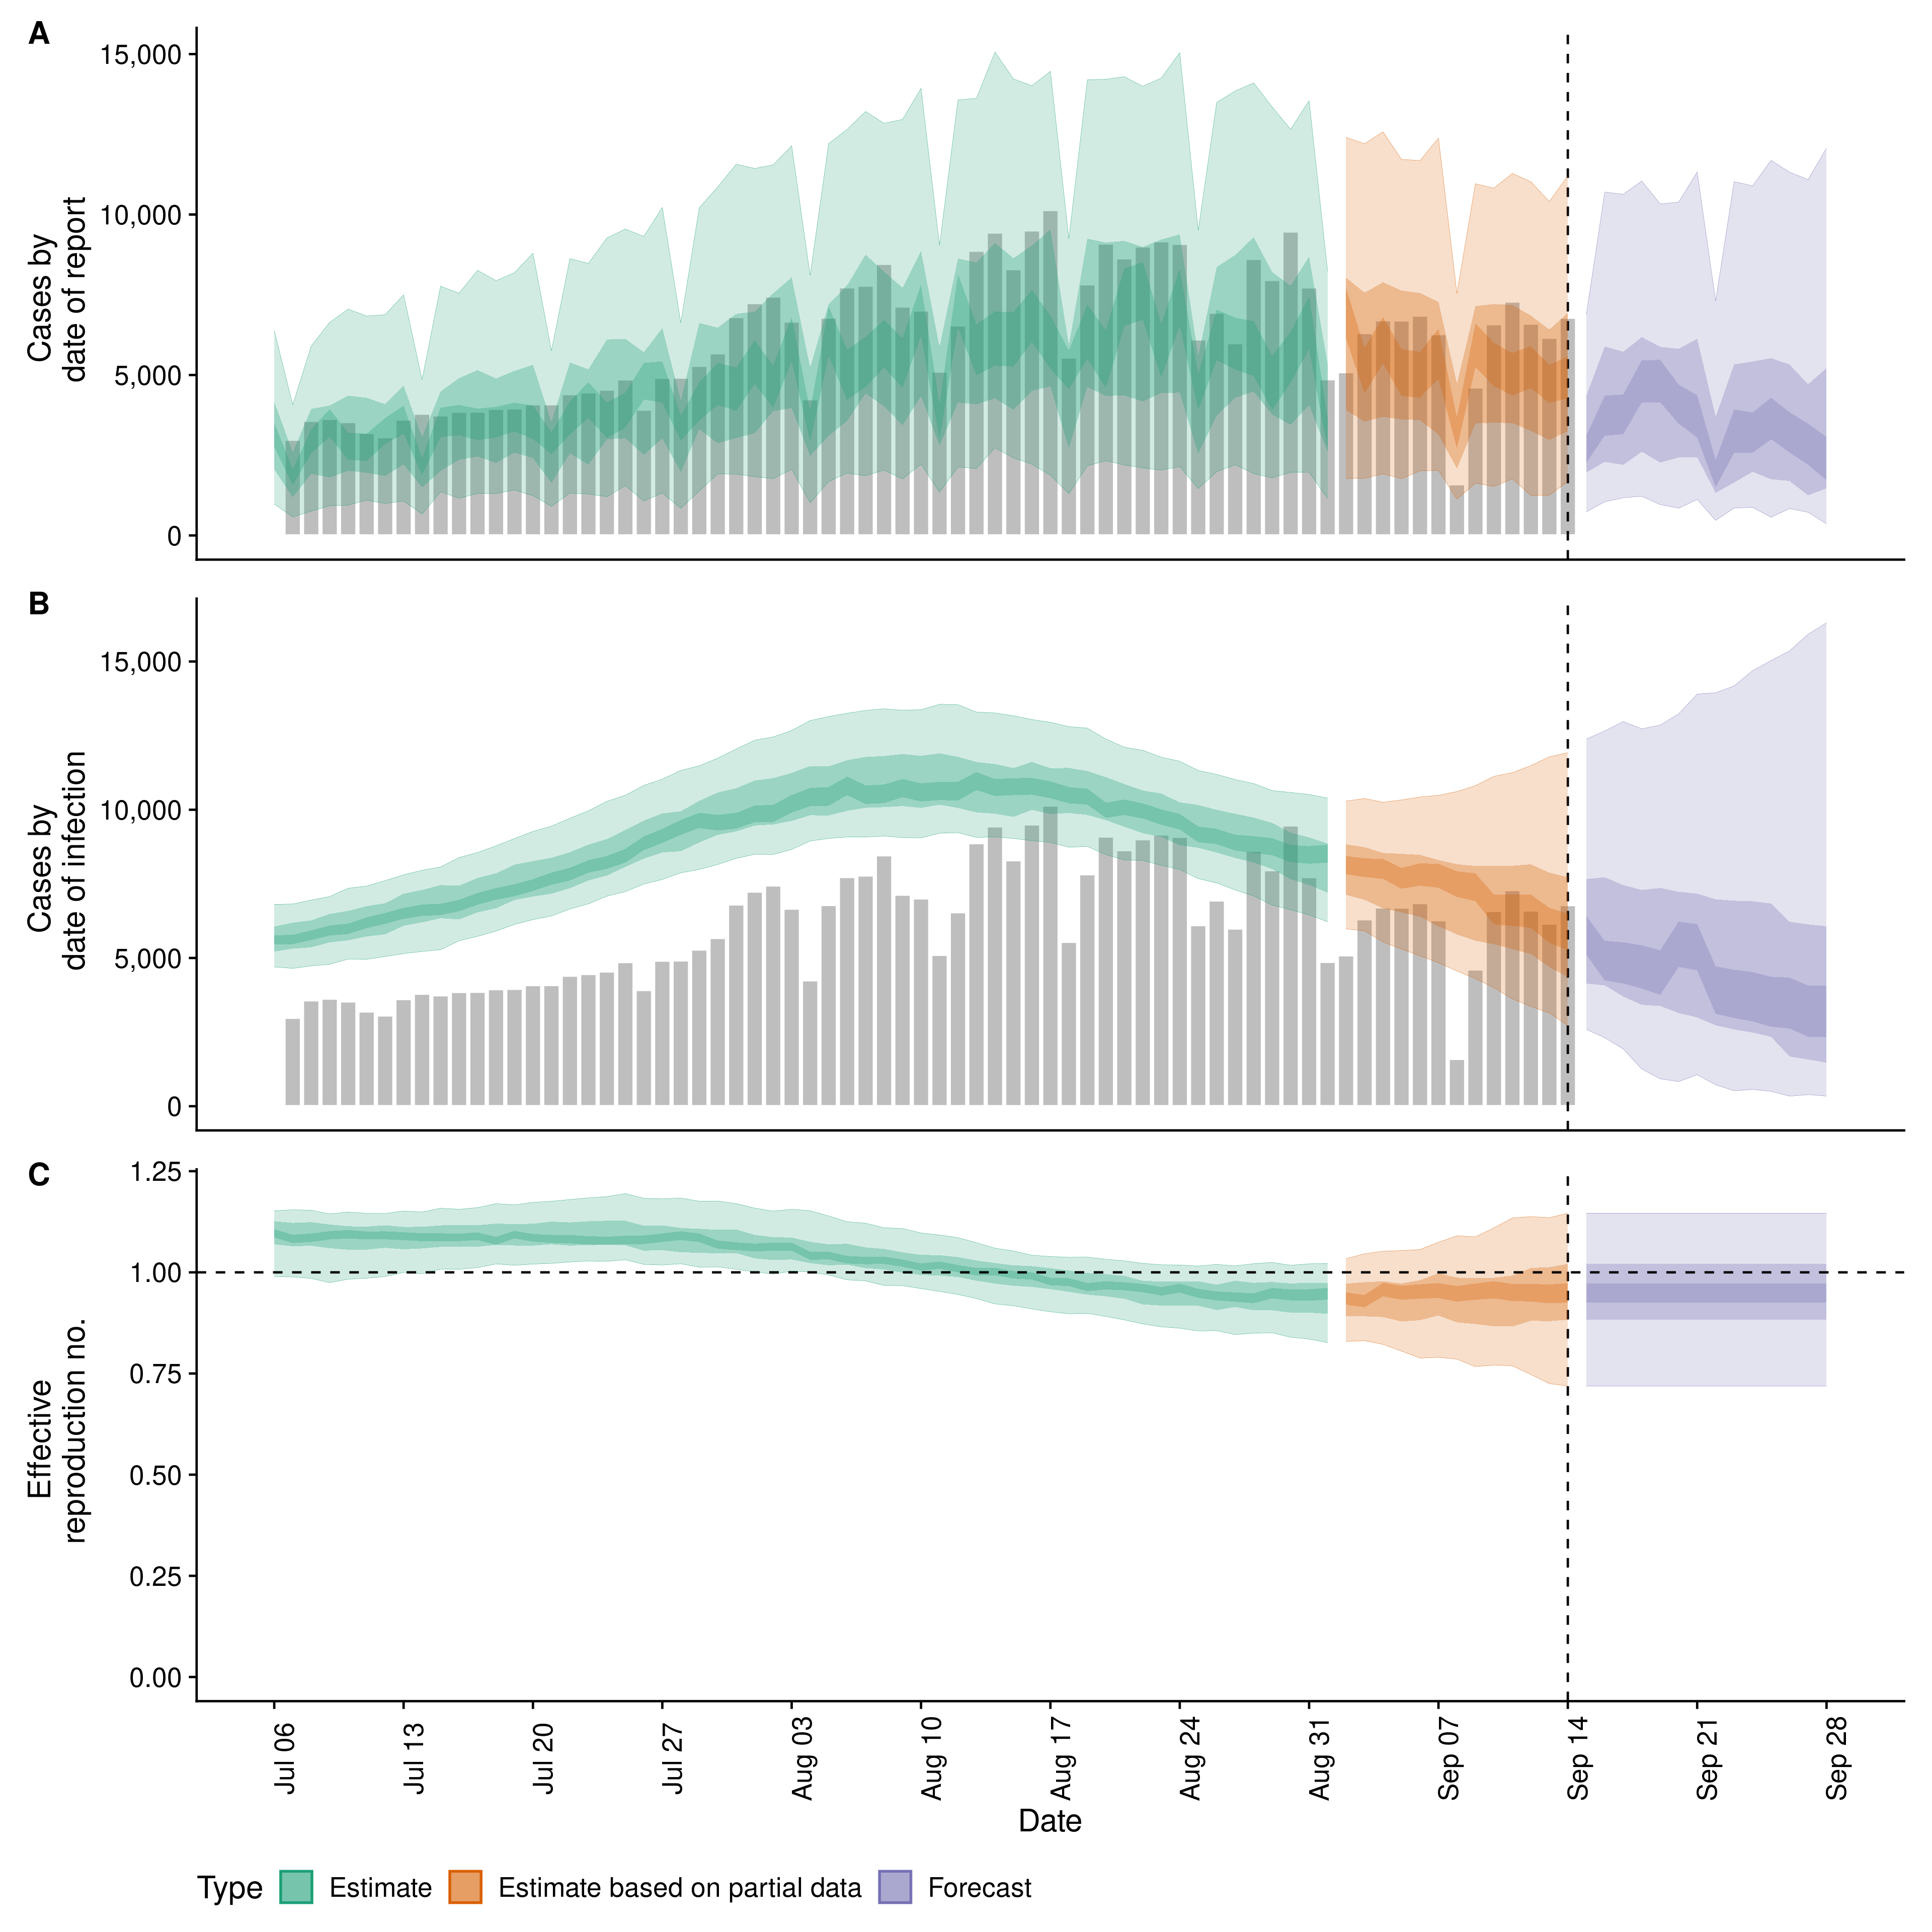 A
Cases by
date of report
15,000
10,000
5,000
0
B
Cases by
date of infection
15,000
10,000
5,000
0
C
Effective
reproduction no.
1.25
1.00
0.75
0.50
0.25
0.00
Jul 06
Jul 13
Jul 20
Jul 27
Aug 03
Aug 10
Aug 17
Aug 24
Aug 31
Sep 07
Sep 14
Sep 21
Sep 28
Date
Type Estimate Estimate based on partial data Forecast